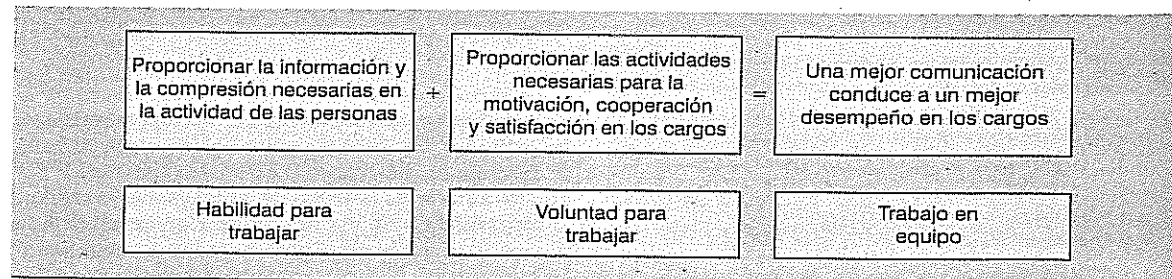 Proporcionar la información y
la compresión necesarias en
la actividad de las personas
+
Proporcionar las actividades
necesarias para la
motivación, cooperación
y satisfacción en los cargos
=
Una mejor comunicación
conduce a un mejor
desempeño en los cargos
Habilidad para
trabajar
Voluntad para
trabajar
Trabajo en
equipo